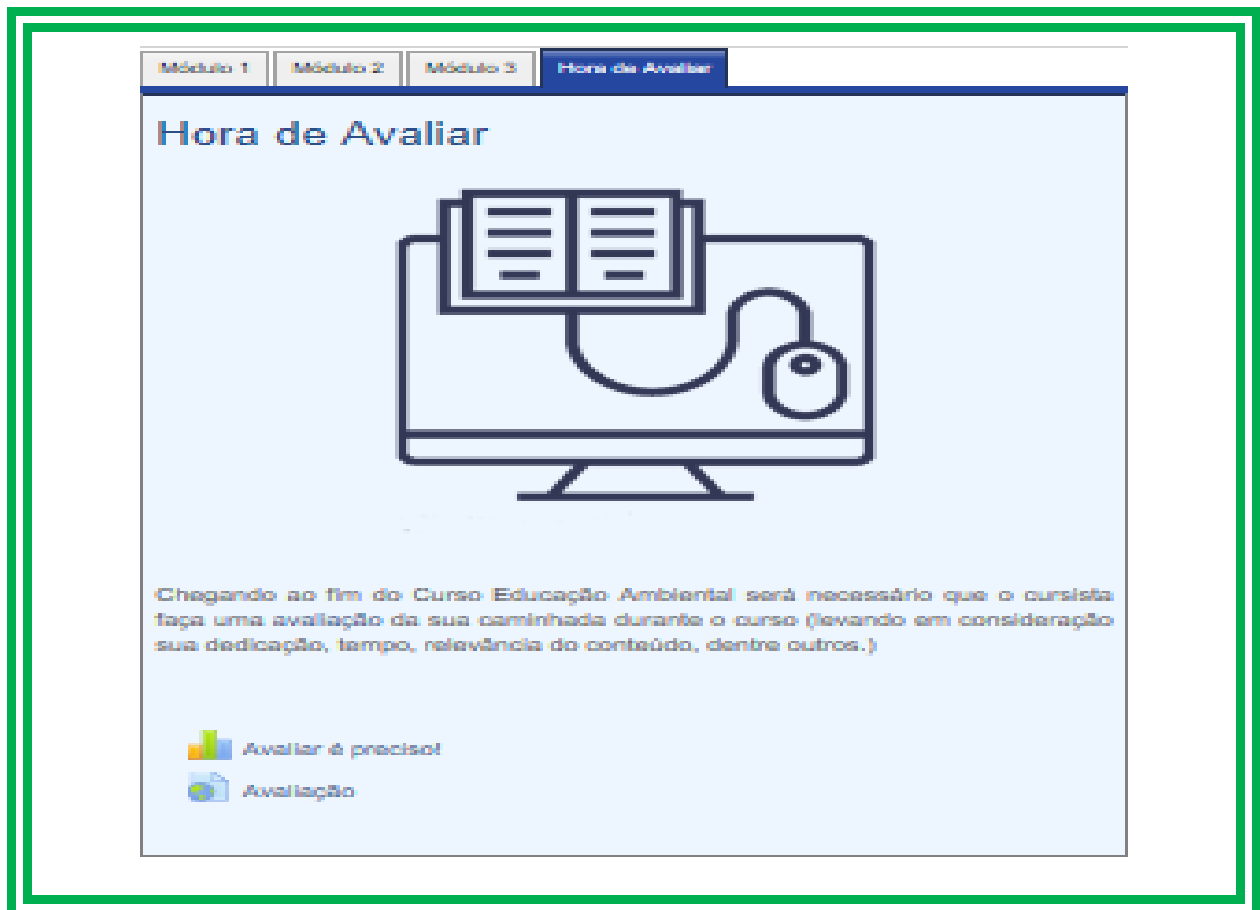 Módulo 1 Módulo 2 Módulo 3 Hora de Avaliar
Hora de Avaliar
Chegando ao fim do Curso Educação Ambiental será necessário que o cursista
faça uma avaliação da sua caminhada durante o curso (levando em consideração
sua dedicação, tempo, relevância do conteúdo, dentre outros.)
Avaliar é preciso!
Avaliação